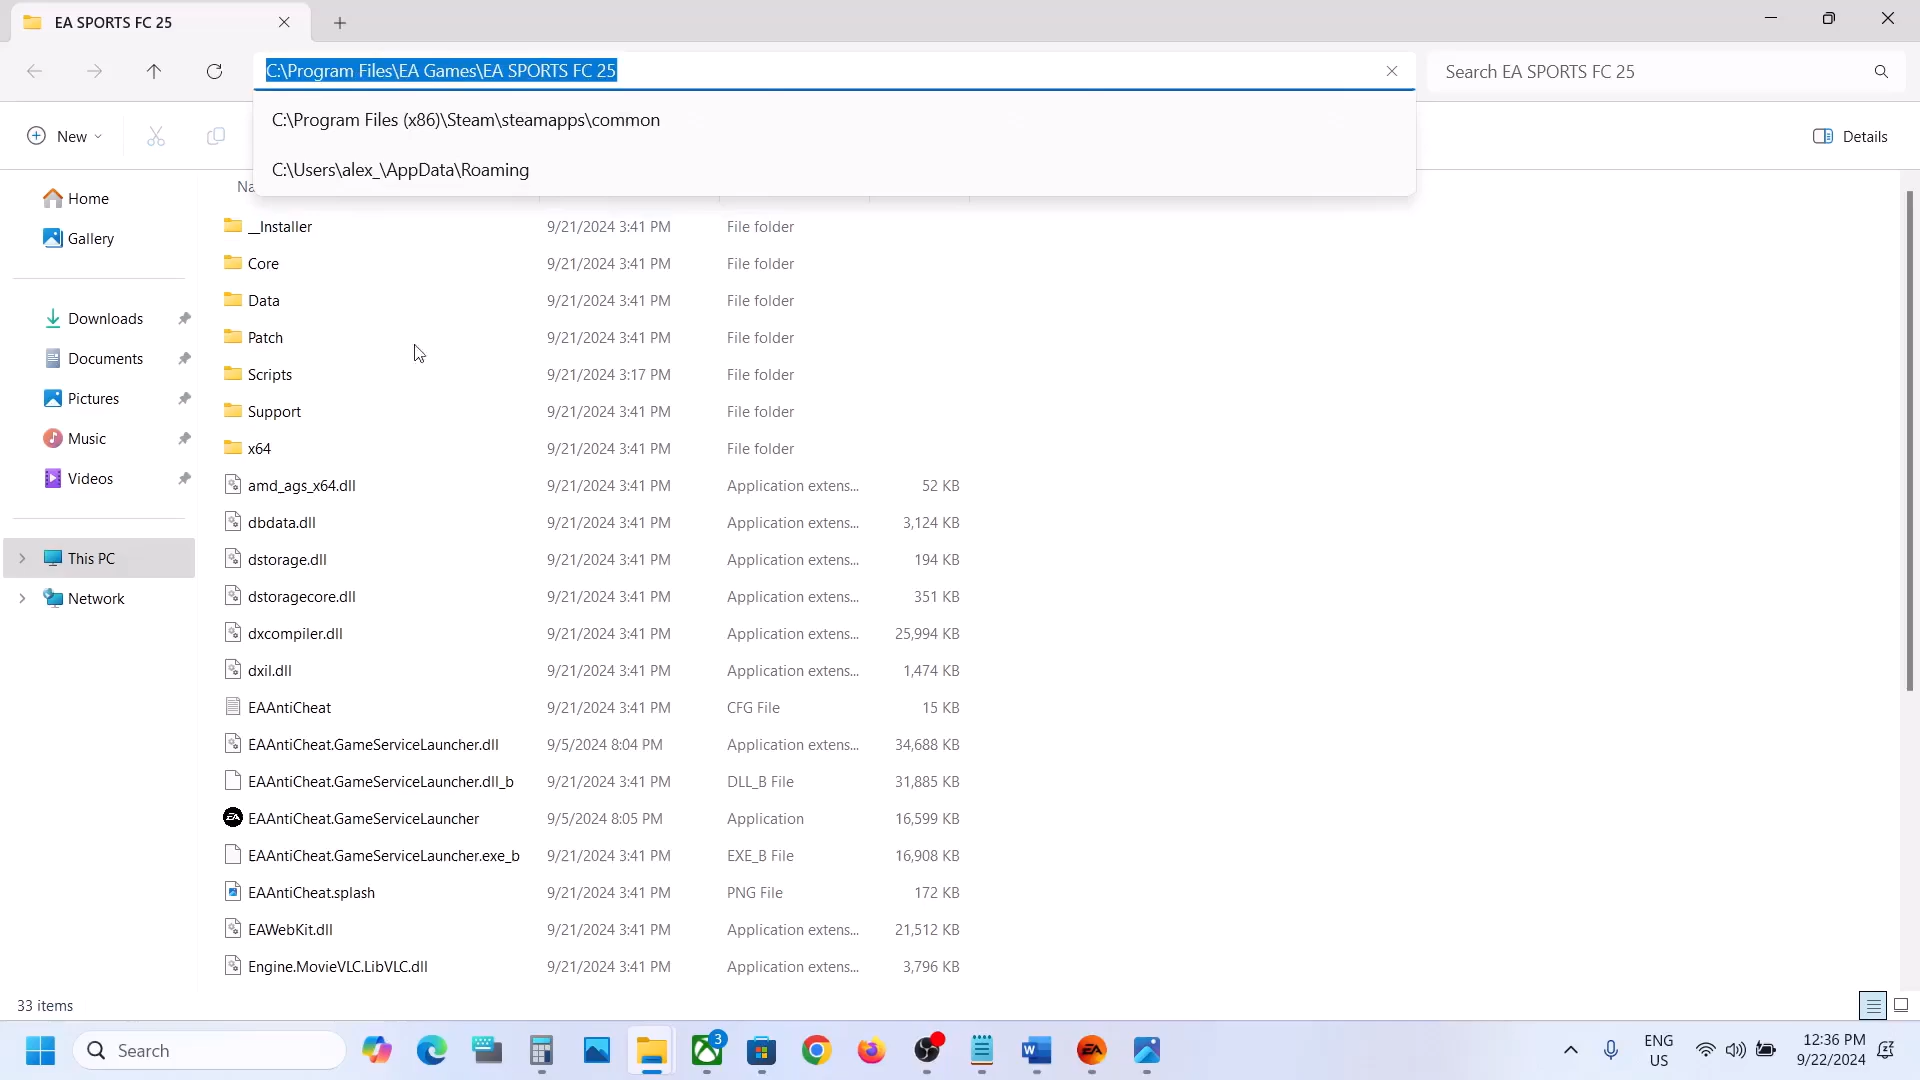 EA SPORTS FC 25
C:\Program Files\EA Games\EA SPORTS FC 25
Search EA SPORTS FC 25
C:\Program Files (x86)\Steam\steamapps\common
C:\Users\alex_\AppData\Roaming
New
Details
Na
Home
Gallery
Downloads
Documents
Pictures
Music
Videos
This PC
Network
__Installer 9/21/2024 3:41 PM File folder
Core 9/21/2024 3:41 PM File folder
Data 9/21/2024 3:41 PM File folder
Patch 9/21/2024 3:41 PM File folder
Scripts 9/21/2024 3:17 PM File folder
Support 9/21/2024 3:41 PM File folder
x64 9/21/2024 3:41 PM File folder
amd_ags_x64.dll 9/21/2024 3:41 PM Application extens... 52 KB
dbdata.dll 9/21/2024 3:41 PM Application extens... 3,124 KB
dstorage.dll 9/21/2024 3:41 PM Application extens... 194 KB
dstoragecore.dll 9/21/2024 3:41 PM Application extens... 351 KB
dxcompiler.dll 9/21/2024 3:41 PM Application extens... 25,994 KB
dxil.dll 9/21/2024 3:41 PM Application extens... 1,474 KB
EAAntiCheat 9/21/2024 3:41 PM CFG File 15 KB
EAAntiCheat.GameServiceLauncher.dll 9/5/2024 8:04 PM Application extens... 34,688 KB
EAAntiCheat.GameServiceLauncher.dll_b 9/21/2024 3:41 PM DLL_B File 31,885 KB
EAAntiCheat.GameServiceLauncher 9/5/2024 8:05 PM Application 16,599 KB
EAAntiCheat.GameServiceLauncher.exe_b 9/21/2024 3:41 PM EXE_B File 16,908 KB
EAAntiCheat.splash 9/21/2024 3:41 PM PNG File 172 KB
EAWebKit.dll 9/21/2024 3:41 PM Application extens... 21,512 KB
Engine.MovieVLC.LibVLC.dll 9/21/2024 3:41 PM Application extens... 3,796 KB
33 items
Search
3
EA
ENG
US
12:36 PM
9/22/2024